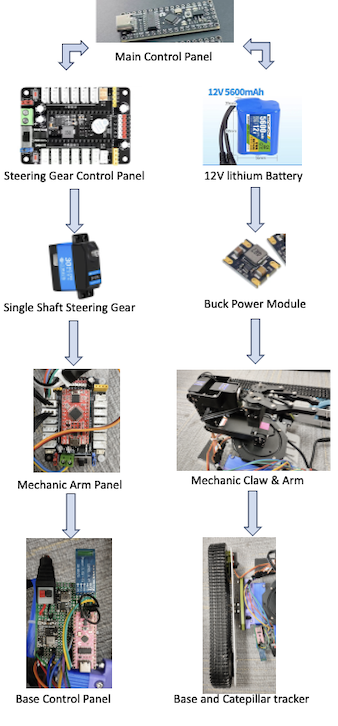 Main Control Panel
12V 5600mAh
Steering Gear Control Panel
12V lithium Battery
Single Shaft Steering Gear
Buck Power Module
Mechanic Arm Panel
Mechanic Claw & Arm
Base Control Panel
Base and Catepillar tracker